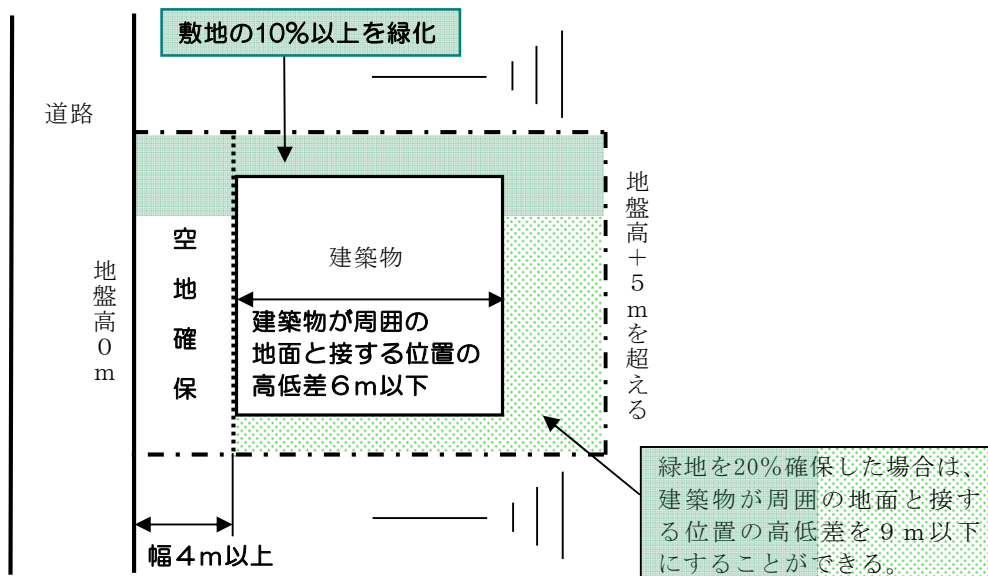 敷地の10%以上を緑化
道路
地盤高0m
空地確保
建築物
建築物が周囲の
地面と接する位置の
高低差6m以下
地盤高+5mを超える
幅4m以上
緑地を20%確保した場合は、
建築物が周囲の地面と接す
る位置の高低差を9m以下
にすることができる。